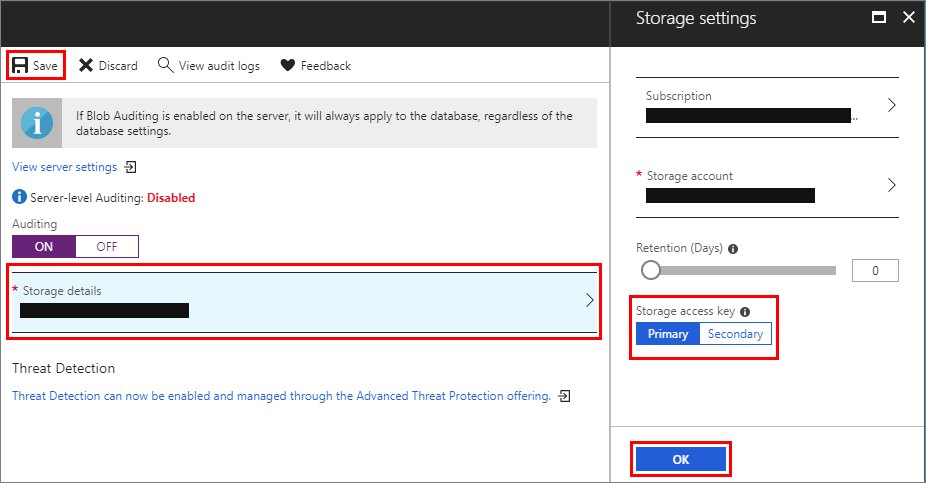 Save
Discard
View audit logs
Feedback
If Blob Auditing is enabled on the server, it will always apply to the database, regardless of the
database settings.
View server settings
Server-level Auditing: Disabled
Auditing
ON
OFF
* Storage details
Threat Detection
Threat Detection can now be enabled and managed through the Advanced Threat Protection offering.
Storage settings
Subscription
...
* Storage account
Retention (Days)
0
Storage access key
Primary
Secondary
OK